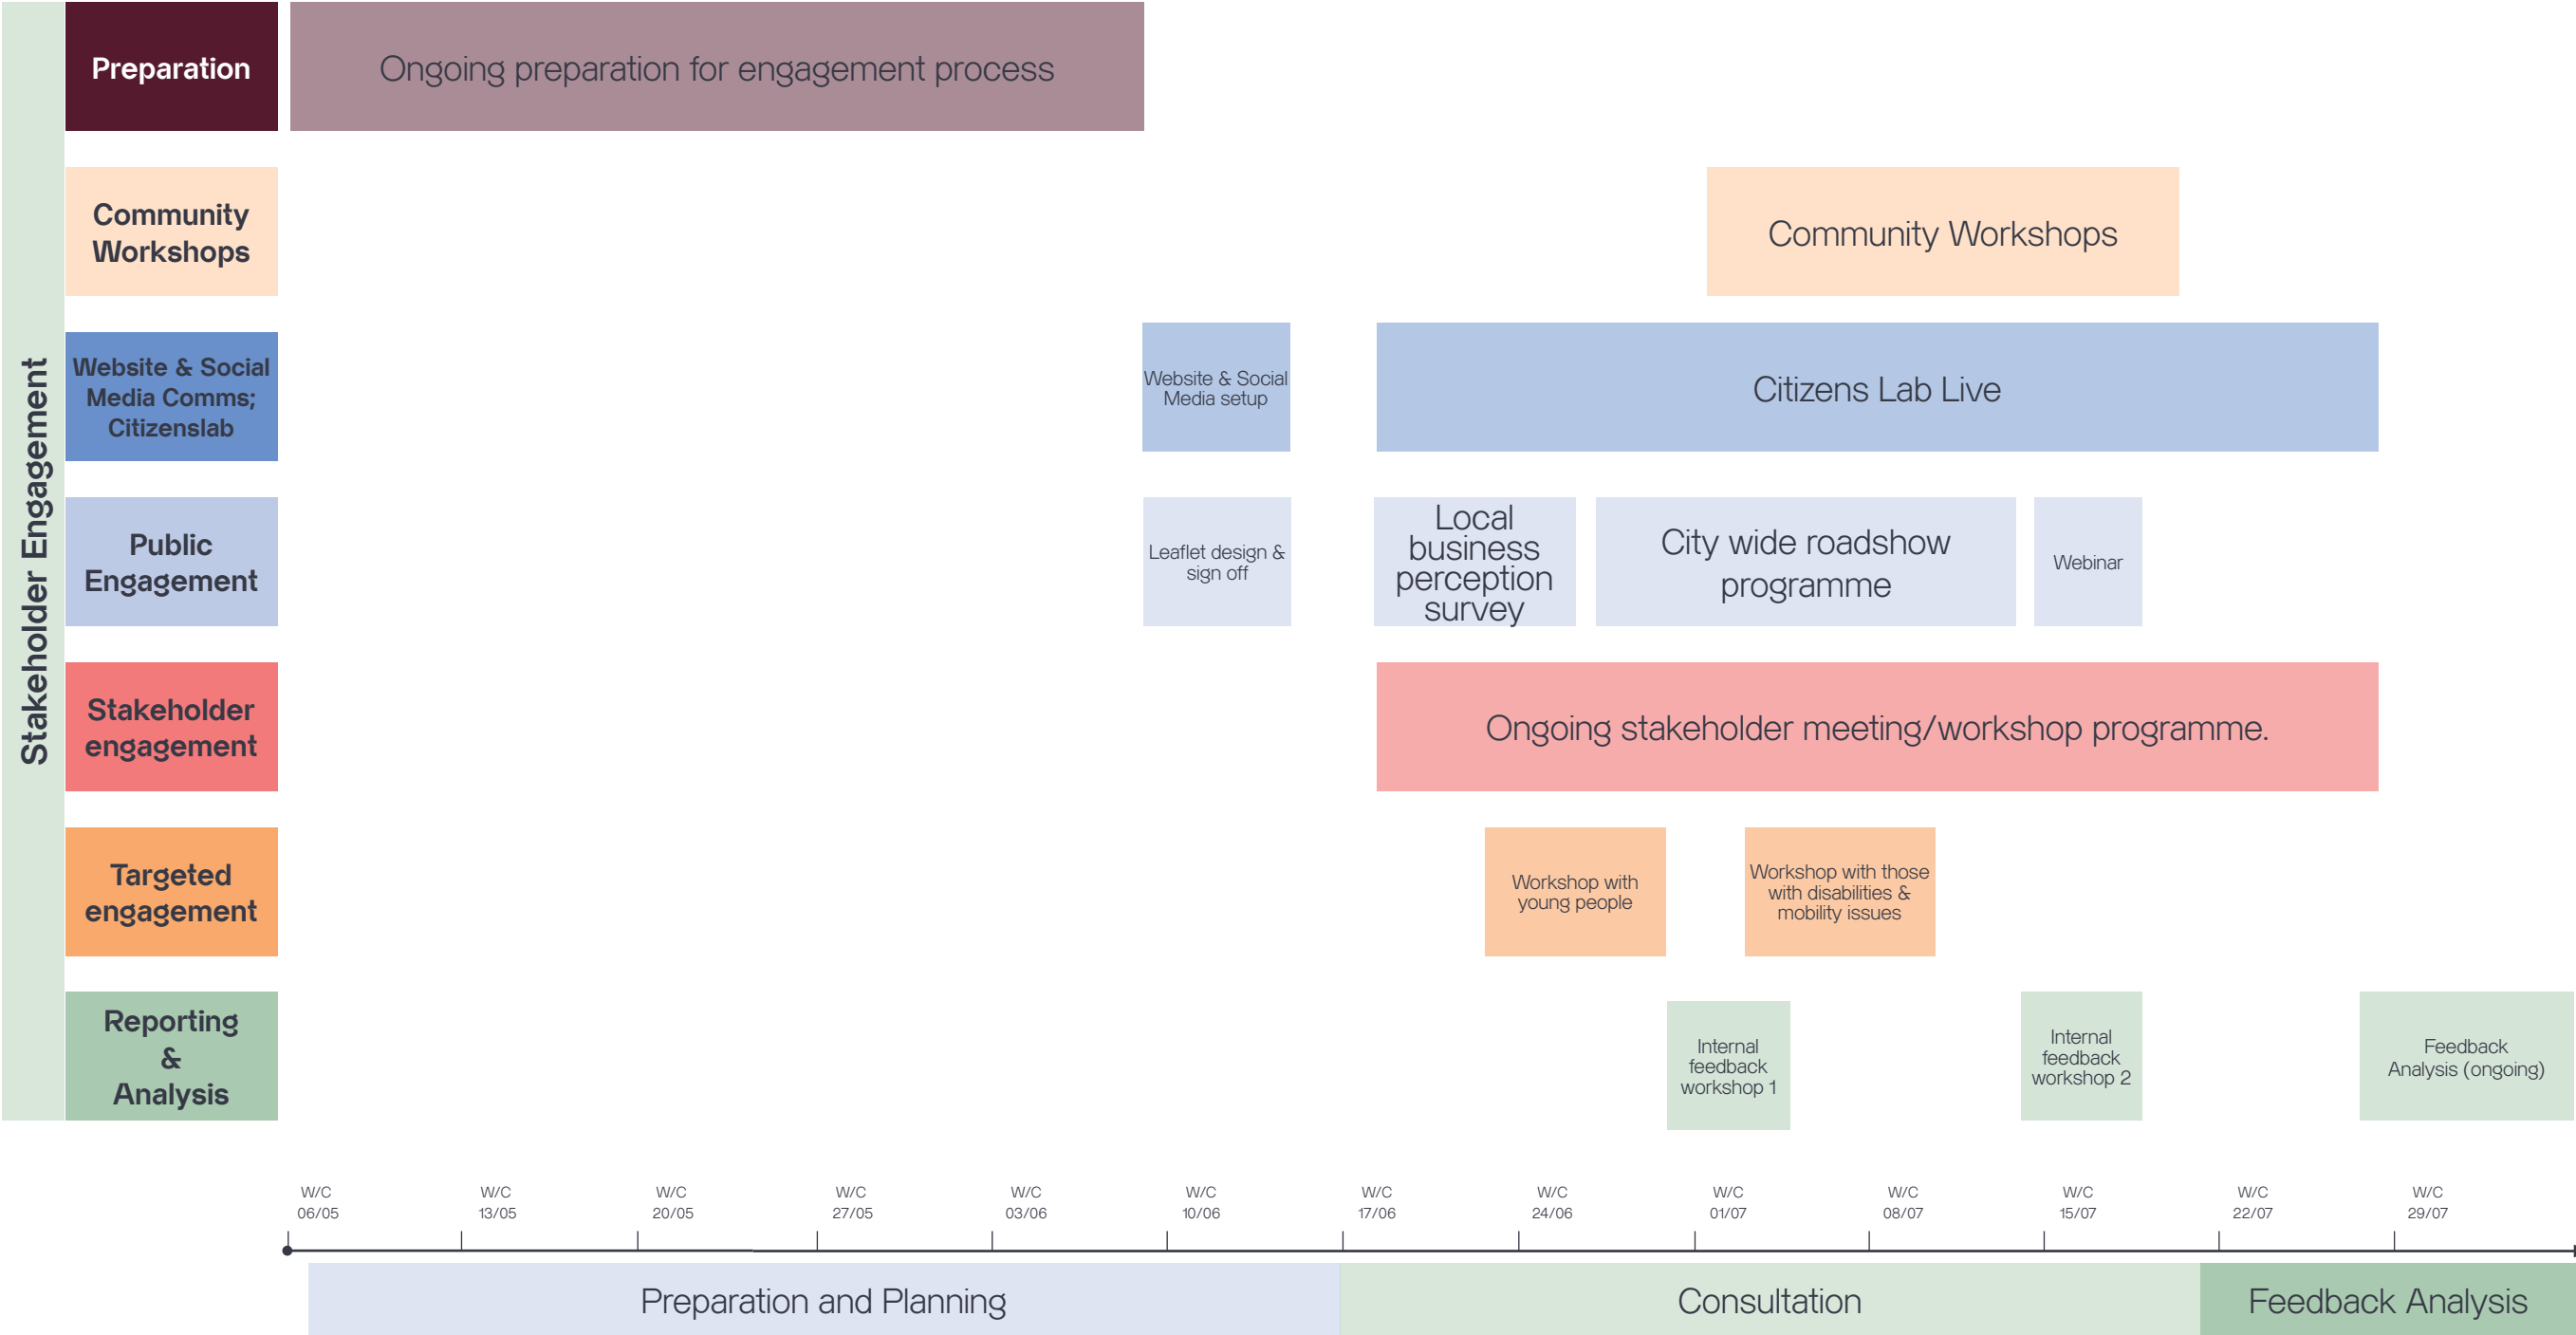 Stakeholder Engagement
Preparation
Ongoing preparation for engagement process
Community
Workshops
Community Workshops
Website & Social
Media Comms;
Citizenslab
Website & Social
Media setup
Citizens Lab Live
Public
Engagement
Leaflet design &
sign off
Local
business
perception
survey
City wide roadshow
programme
Webinar
Stakeholder
engagement
Ongoing stakeholder meeting/workshop programme.
Targeted
engagement
Workshop with
young people
Workshop with those
with disabilities &
mobility issues
Reporting
&
Analysis
Internal
feedback
workshop 1
Internal
feedback
workshop 2
Feedback
Analysis (ongoing)
W/C
06/05
W/C
13/05
W/C
20/05
W/C
27/05
W/C
03/06
W/C
10/06
W/C
17/06
W/C
24/06
W/C
01/07
W/C
08/07
W/C
15/07
W/C
22/07
W/C
29/07
Preparation and Planning
Consultation
Feedback Analysis